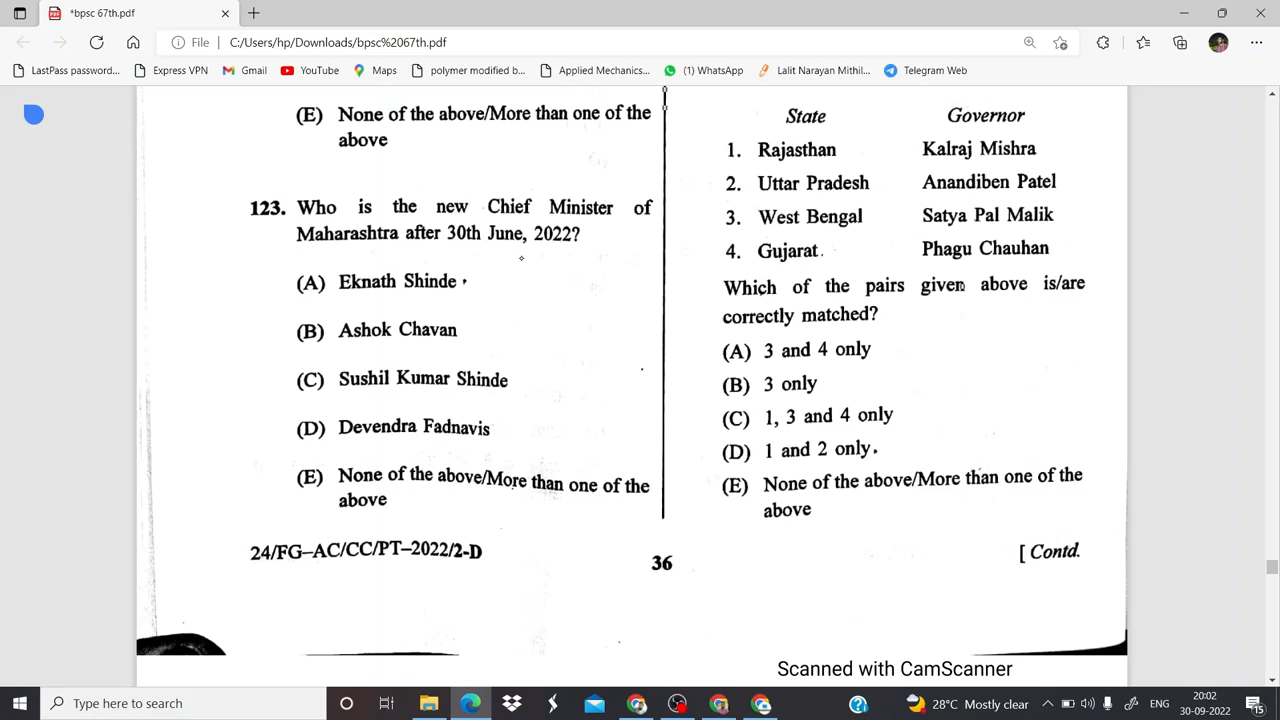 *bpsc 67th.pdf
File
C:/Users/hp/Downloads/bpsc%2067th.pdf
LastPass password...
Express VPN
Gmail
YouTube
Maps
polymer modified b...
Applied Mechanics...
(1) WhatsApp
Lalit Narayan Mithil...
Telegram Web
(E) None of the above/More than one of the
above
123. Who is the new Chief Minister of
Maharashtra after 30th June, 2022?
(A) Eknath Shinde
(B) Ashok Chavan
(C) Sushil Kumar Shinde
(D) Devendra Fadnavis
(E) None of the above/More than one of the
above
24/FG–AC/CC/PT–2022/2-D
State Governor
1. Rajasthan Kalraj Mishra
2. Uttar Pradesh Anandiben Patel
3. West Bengal Satya Pal Malik
4. Gujarat Phagu Chauhan
Which of the pairs given above is/are
correctly matched?
(A) 3 and 4 only
(B) 3 only
(C) 1, 3 and 4 only
(D) 1 and 2 only
(E) None of the above/More than one of the
above
36
[ Contd.
Scanned with CamScanner
Type here to search
28°C Mostly clear
ENG
20:02
30-09-2022
15